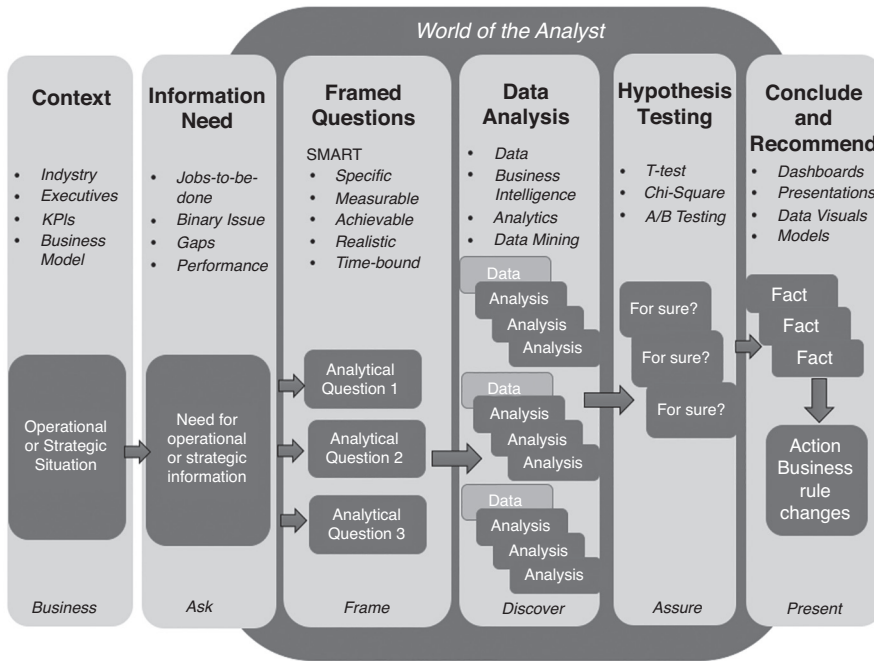 World of the Analyst
Context
• Indystry
• Executives
• KPIs
• Business
Model
Operational
or Strategic
Situation
Business
Information
Need
• Jobs-to-be-
done
• Binary Issue
• Gaps
• Performance
Need for
operational
or strategic
information
Ask
Framed
Questions
SMART
• Specific
• Measurable
• Achievable
• Realistic
• Time-bound
Analytical
Question 1
Analytical
Question 2
Analytical
Question 3
Frame
Data
Analysis
• Data
• Business
Intelligence
• Analytics
• Data Mining
Data
Analysis
Analysis
Analysis
Data
Analysis
Analysis
Analysis
Data
Analysis
Analysis
Analysis
Discover
Hypothesis
Testing
• T-test
• Chi-Square
• A/B Testing
For sure?
For sure?
For sure?
Assure
Conclude
and
Recommend
• Dashboards
• Presentations
• Data Visuals
• Models
Fact
Fact
Fact
Action
Business
rule
changes
Present